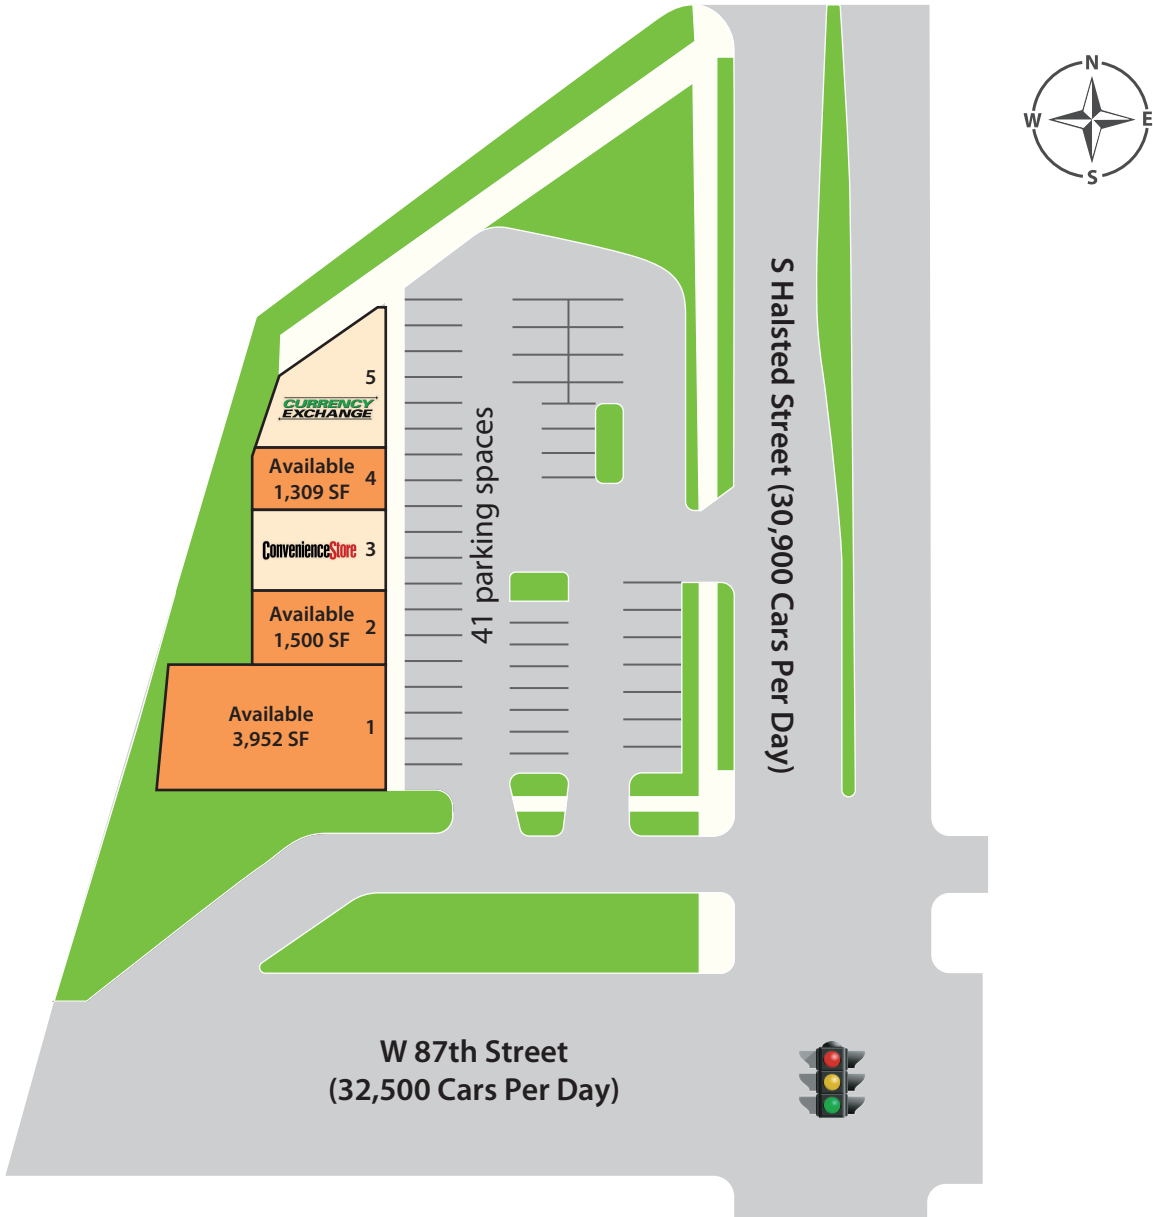 N
W
E
S
S Halsted Street (30,900 Cars Per Day)
5
CURRENCY
EXCHANGE
Available
1,309 SF
4
ConvenienceStore
3
Available
1,500 SF
2
Available
3,952 SF
1
41 parking spaces
W 87th Street
(32,500 Cars Per Day)